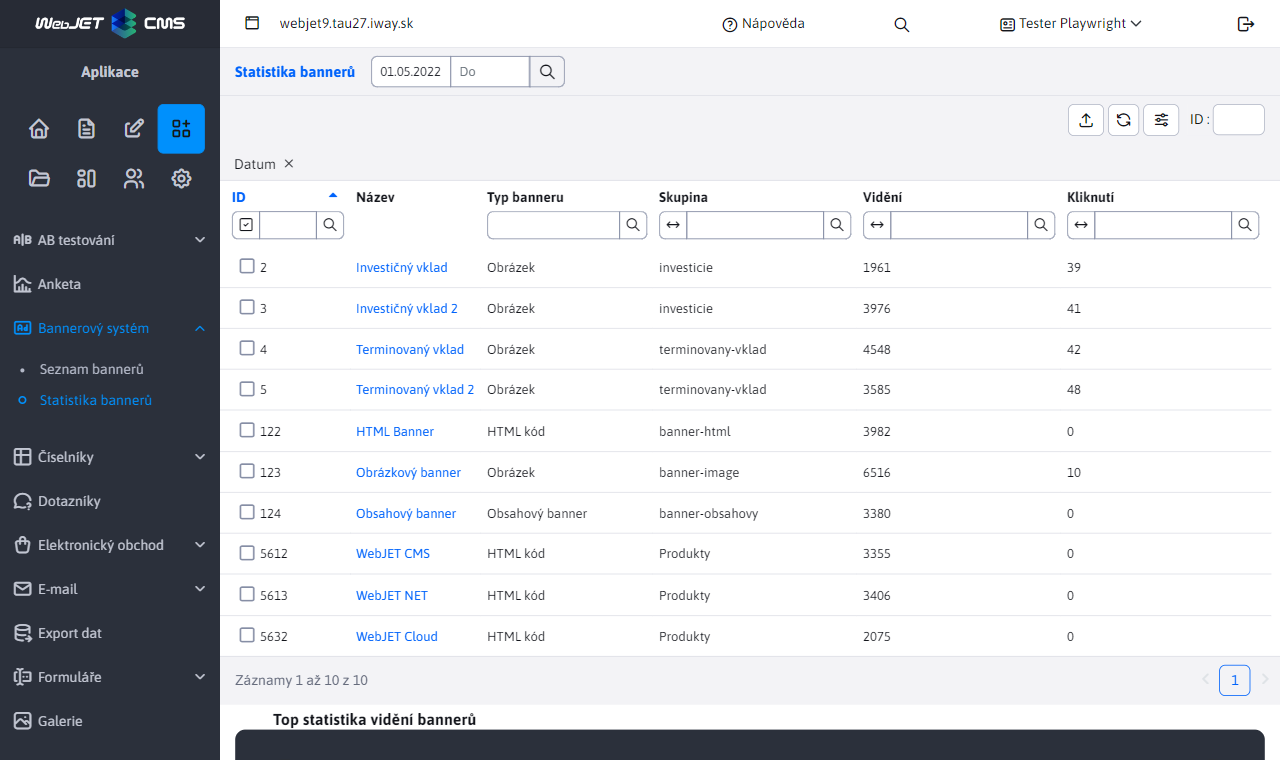 WebJET CMS
webjet9.tau27.iway.sk
Nápověda
Tester Playwright
Aplikace
Statistika bannerů
01.05.2022
Do
ID :
Datum ×
ID Název Typ banneru Skupina Vidění Kliknutí
2 Investičný vklad Obrázek investicie 1961 39
3 Investičný vklad 2 Obrázek investicie 3976 41
4 Terminovaný vklad Obrázek terminovany-vklad 4548 42
5 Terminovaný vklad 2 Obrázek terminovany-vklad 3585 48
122 HTML Banner HTML kód banner-html 3982 0
123 Obrázkový banner Obrázek banner-image 6516 10
124 Obsahový banner Obsahový banner banner-obsahovy 3380 0
5612 WebJET CMS HTML kód Produkty 3355 0
5613 WebJET NET HTML kód Produkty 3406 0
5632 WebJET Cloud HTML kód Produkty 2075 0
Záznamy 1 až 10 z 10
1
Top statistika vidění bannerů
A|B AB testování
Anketa
Ad Bannerový systém
Seznam bannerů
Statistika bannerů
Číselníky
Dotazníky
Elektronický obchod
E-mail
Export dat
Formuláře
Galerie